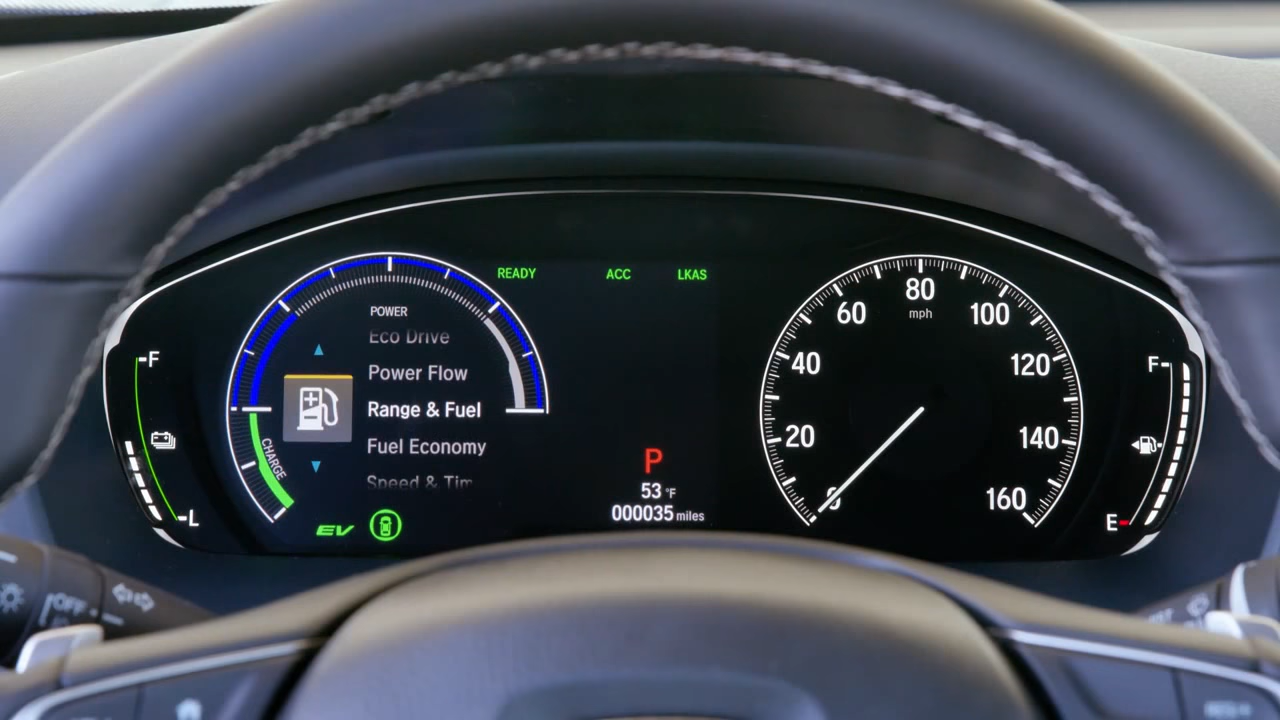 READY ACC LKAS
POWER
Eco Drive
Power Flow
Range & Fuel
Fuel Economy
CHARGE
EV
F
L
P
53 °F
000035 miles
0
20
40
60
80
100
120
140
160
mph
F
E
OFF